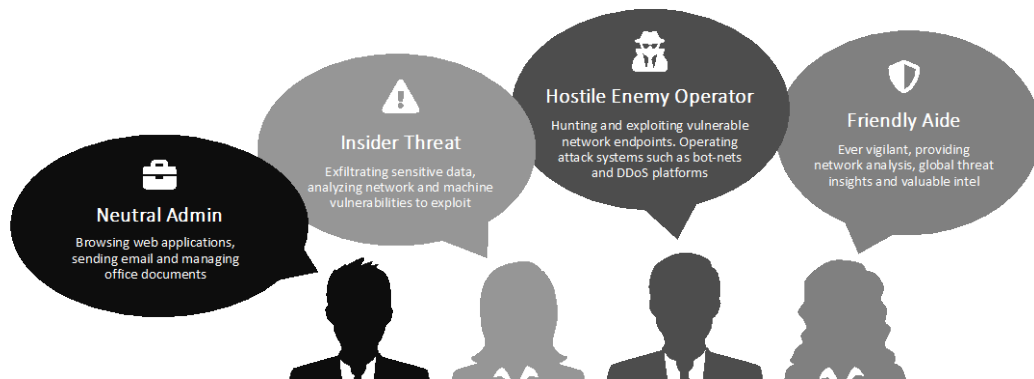 Neutral Admin
Browsing web applications,
sending email and managing
office documents
Insider Threat
Exfiltrating sensitive data,
analyzing network and machine
vulnerabilities to exploit
Hostile Enemy Operator
Hunting and exploiting vulnerable
network endpoints. Operating
attack systems such as bot-nets
and DDoS platforms
Friendly Aide
Ever vigilant, providing
network analysis, global threat
insights and valuable intel